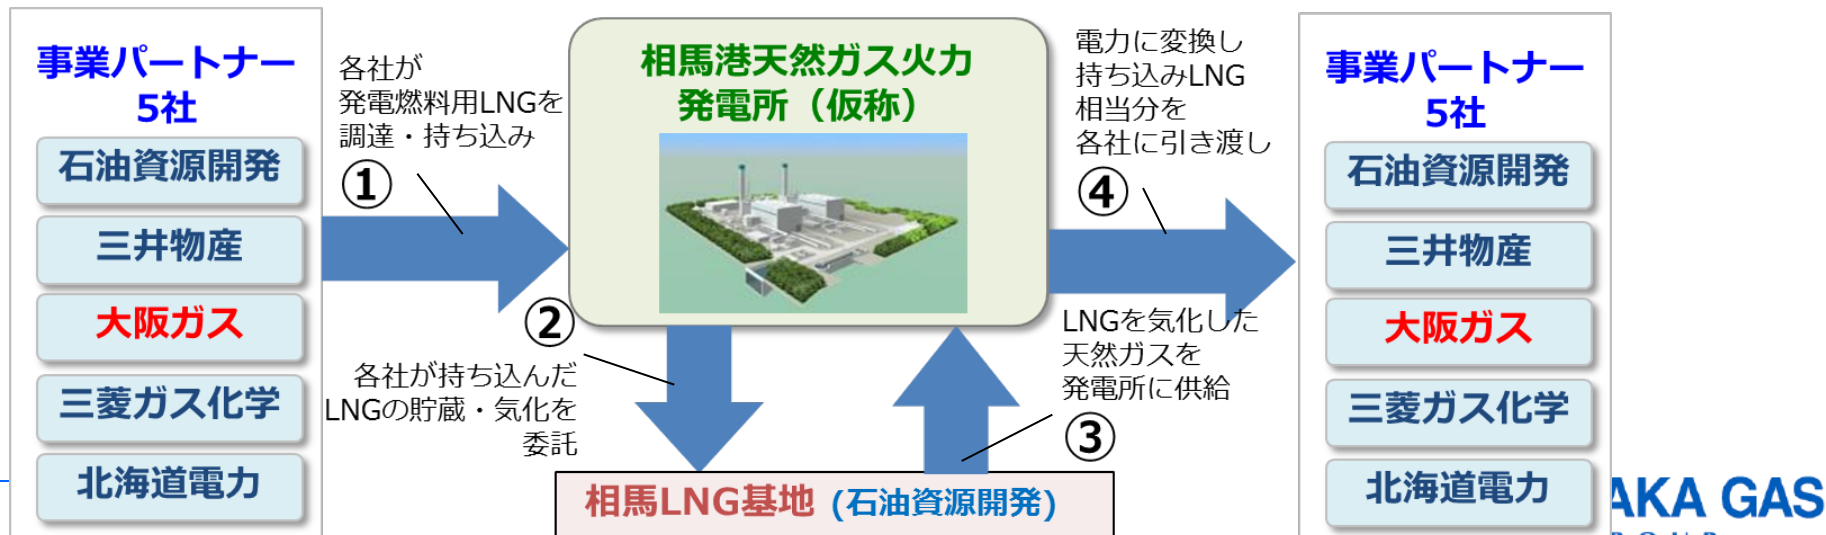 事業パートナー
5社
石油資源開発
三井物産
大阪ガス
三菱ガス化学
北海道電力
各社が
発電燃料用LNGを
調達・持ち込み
①
相馬港天然ガス火力
発電所（仮称）
②
各社が持ち込んだ
LNGの貯蔵・気化を
委託
相馬LNG基地 (石油資源開発)
LNGを気化した
天然ガスを
発電所に供給
③
電力に変換し
持ち込みLNG
相当分を
各社に引き渡し
④
事業パートナー
5社
石油資源開発
三井物産
大阪ガス
三菱ガス化学
北海道電力
AKA GAS